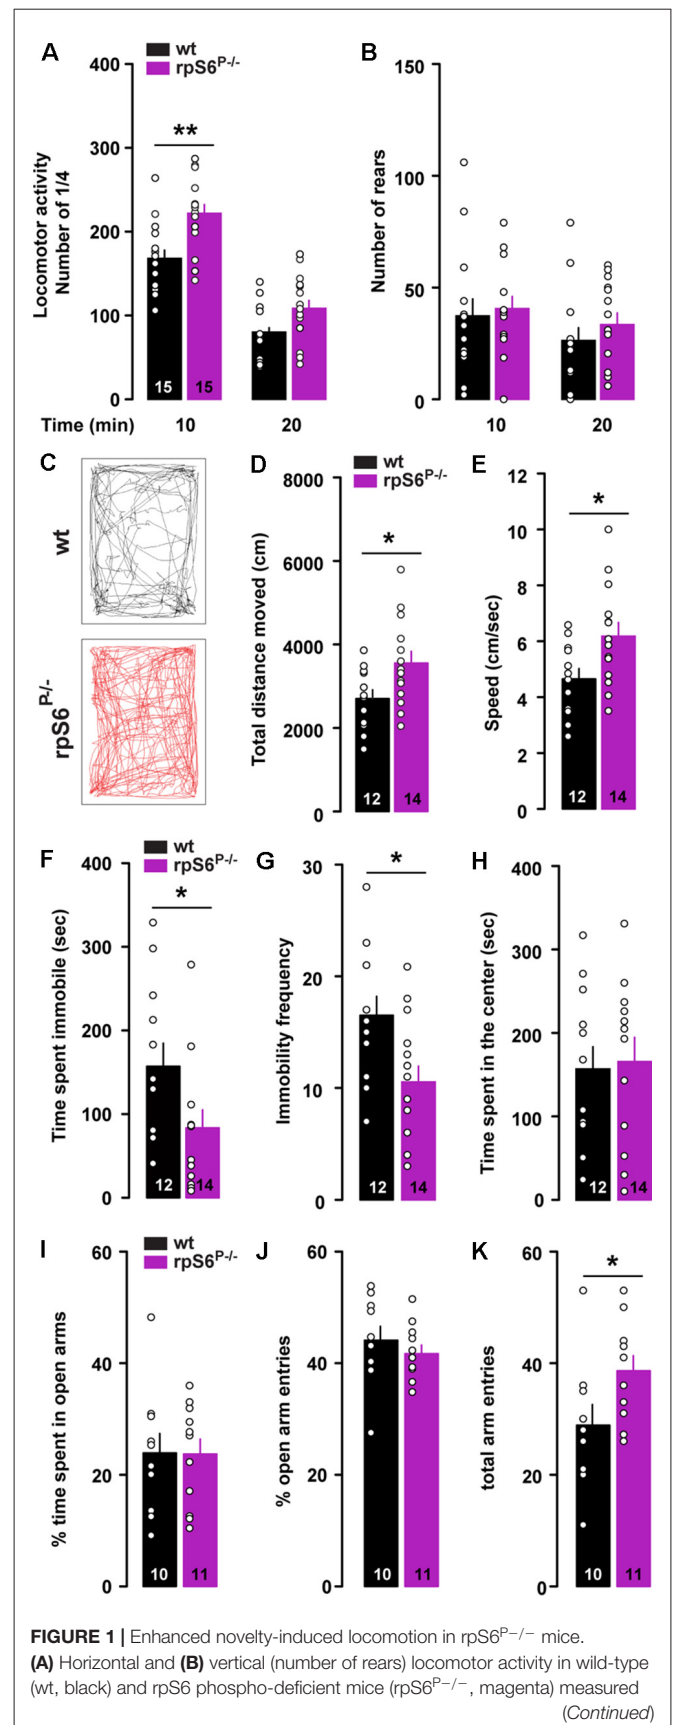 A
wt
rpS6P-/-
400
300
200
100
0
Locomotor activity
Number of 1/4
**
15
15
Time (min)
10
20
B
150
100
50
0
Number of rears
10
20
C
wt
rpS6P-/-
D
wt
rpS6P-/-
8000
6000
4000
2000
0
Total distance moved (cm)
*
12
14
E
12
10
8
6
4
2
0
Speed (cm/sec)
*
12
14
F
wt
rpS6P-/-
400
300
200
100
0
Time spent immobile (sec)
*
12
14
G
30
20
10
0
Immobility frequency
*
12
14
H
400
300
200
100
0
Time spent in the center (sec)
12
14
I
wt
rpS6P-/-
60
40
20
0
% time spent in open arms
10
11
J
60
40
20
0
% open arm entries
10
11
K
60
40
20
0
total arm entries
*
10
11
FIGURE 1 | Enhanced novelty-induced locomotion in rpS6P−/− mice.
(A) Horizontal and (B) vertical (number of rears) locomotor activity in wild-type
(wt, black) and rpS6 phospho-deficient mice (rpS6P−/−, magenta) measured
(Continued)